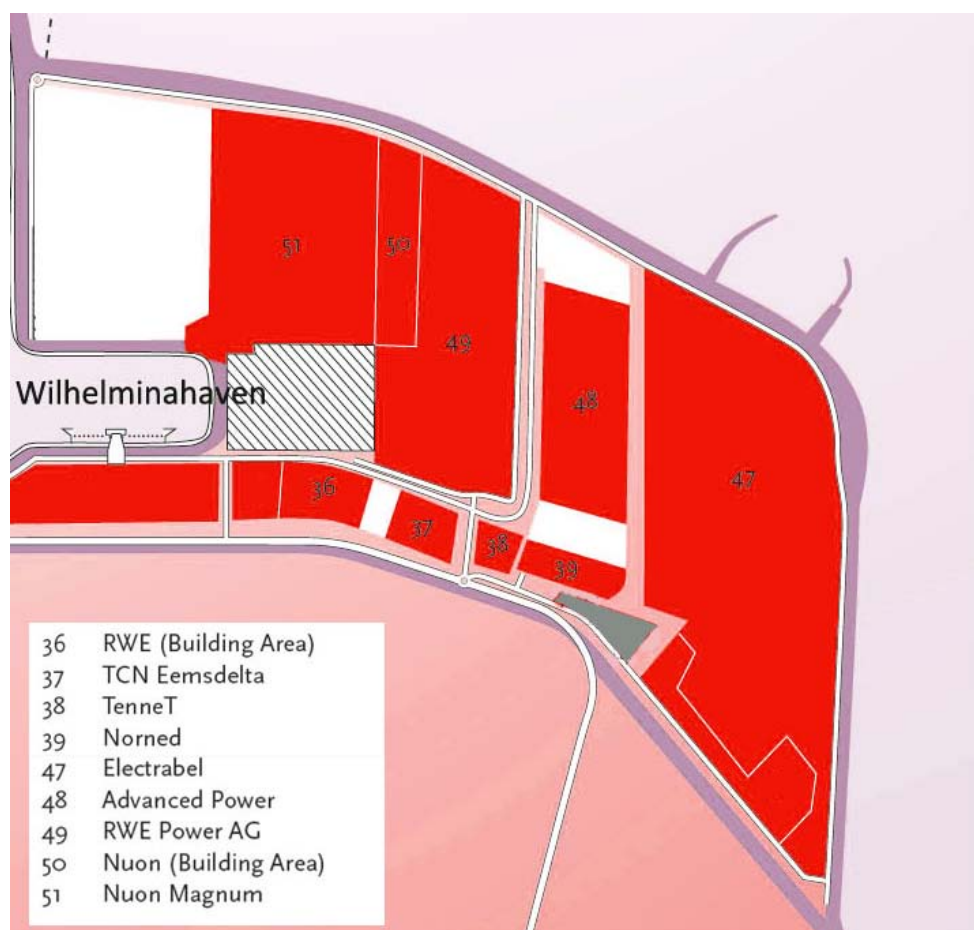 51
50
49
48
47
Wilhelminahaven
36
37
38
39
36 RWE (Building Area)
37 TCN Eemsdelta
38 TenneT
39 Norned
47 Electrabel
48 Advanced Power
49 RWE Power AG
50 Nuon (Building Area)
51 Nuon Magnum